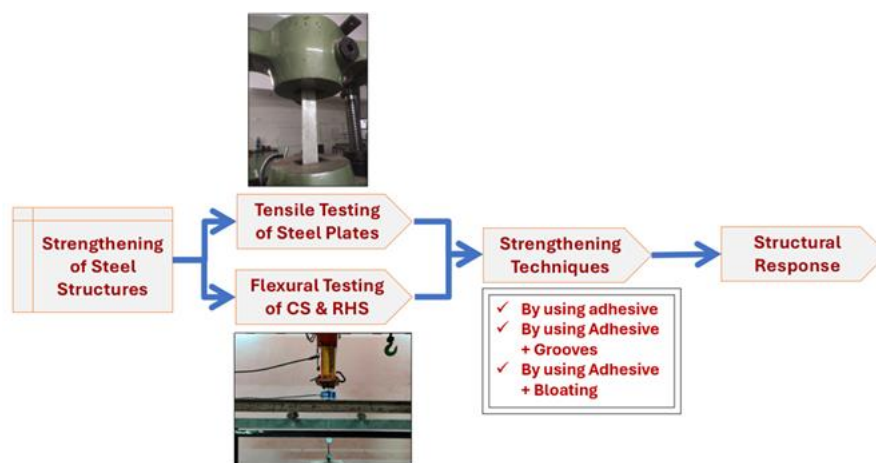 Strengthening
of Steel
Structures
Tensile Testing
of Steel Plates
Flexural Testing
of CS & RHS
Strengthening
Techniques
✓ By using adhesive
✓ By using Adhesive
+ Grooves
✓ By using Adhesive
+ Bloating
Structural
Response